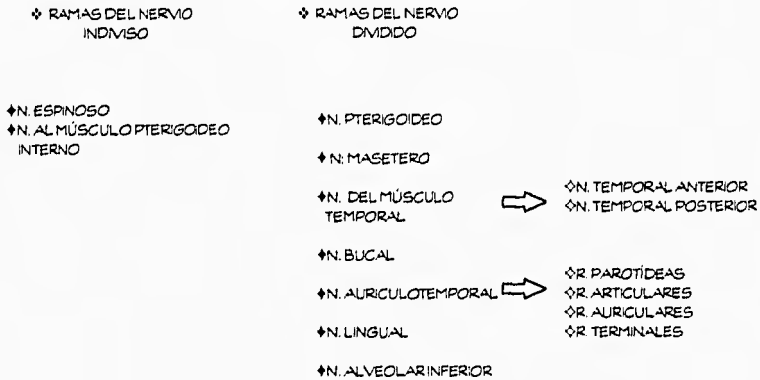 ❖ RAMAS DEL NERVIO
INDIVISO
❖ RAMAS DEL NERVIO
DIVIDIDO
♦N. ESPINOSO
♦N. AL MÚSCULO PTERIGOIDEO
INTERNO
♦N. PTERIGOIDEO
♦ N: MASETERO
♦N. DEL MÚSCULO
TEMPORAL
◇N. TEMPORAL ANTERIOR
◇N. TEMPORAL POSTERIOR
♦N. BUCAL
♦N. AURICULOTEMPORAL
◇R. PAROTÍDEAS
◇R. ARTICULARES
◇R. AURICULARES
◇R. TERMINALES
♦N. LINGUAL
♦N. ALVEOLAR INFERIOR